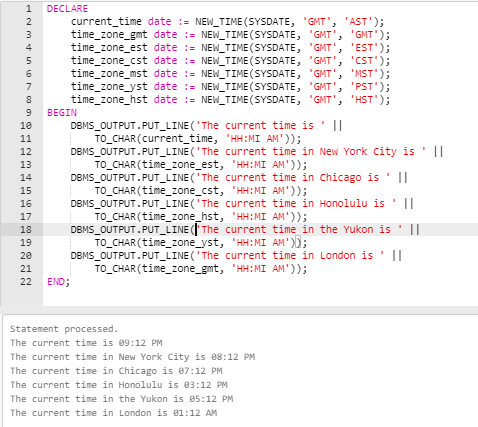 1 DECLARE
2 current_time date := NEW_TIME(SYSDATE, 'GMT', 'AST');
3 time_zone_gmt date := NEW_TIME(SYSDATE, 'GMT', 'GMT');
4 time_zone_est date := NEW_TIME(SYSDATE, 'GMT', 'EST');
5 time_zone_cst date := NEW_TIME(SYSDATE, 'GMT', 'CST');
6 time_zone_mst date := NEW_TIME(SYSDATE, 'GMT', 'MST');
7 time_zone_yst date := NEW_TIME(SYSDATE, 'GMT', 'PST');
8 time_zone_hst date := NEW_TIME(SYSDATE, 'GMT', 'HST');
9 BEGIN
10 DBMS_OUTPUT.PUT_LINE('The current time is ' ||
11 TO_CHAR(current_time, 'HH:MI AM'));
12 DBMS_OUTPUT.PUT_LINE('The current time in New York City is ' ||
13 TO_CHAR(time_zone_est, 'HH:MI AM'));
14 DBMS_OUTPUT.PUT_LINE('The current time in Chicago is ' ||
15 TO_CHAR(time_zone_cst, 'HH:MI AM'));
16 DBMS_OUTPUT.PUT_LINE('The current time in Honolulu is ' ||
17 TO_CHAR(time_zone_hst, 'HH:MI AM'));
18 DBMS_OUTPUT.PUT_LINE('The current time in the Yukon is ' ||
19 TO_CHAR(time_zone_yst, 'HH:MI AM'));
20 DBMS_OUTPUT.PUT_LINE('The current time in London is ' ||
21 TO_CHAR(time_zone_gmt, 'HH:MI AM'));
22 END;
Statement processed.
The current time is 09:12 PM
The current time in New York City is 08:12 PM
The current time in Chicago is 07:12 PM
The current time in Honolulu is 03:12 PM
The current time in the Yukon is 05:12 PM
The current time in London is 01:12 AM